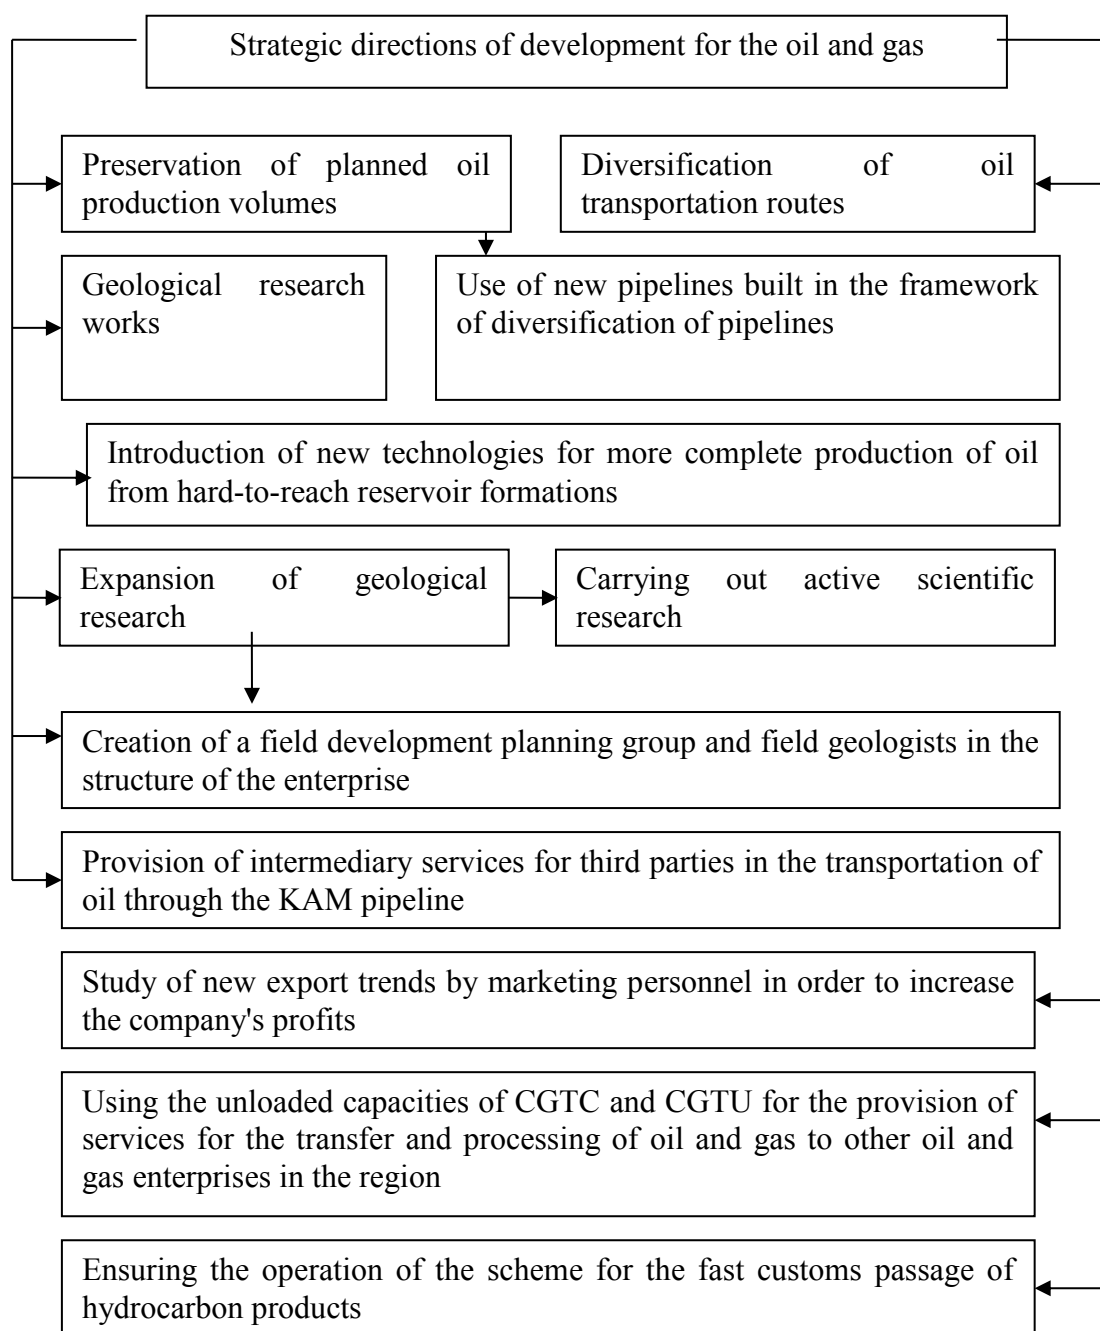 Strategic directions of development for the oil and gas
Preservation of planned oil
production volumes
Diversification of oil
transportation routes
Geological research
works
Use of new pipelines built in the framework
of diversification of pipelines
Introduction of new technologies for more complete production of oil
from hard-to-reach reservoir formations
Expansion of geological
research
Carrying out active scientific
research
Creation of a field development planning group and field geologists in the
structure of the enterprise
Provision of intermediary services for third parties in the transportation of
oil through the KAM pipeline
Study of new export trends by marketing personnel in order to increase
the company's profits
Using the unloaded capacities of CGTC and CGTU for the provision of
services for the transfer and processing of oil and gas to other oil and
gas enterprises in the region
Ensuring the operation of the scheme for the fast customs passage of
hydrocarbon products